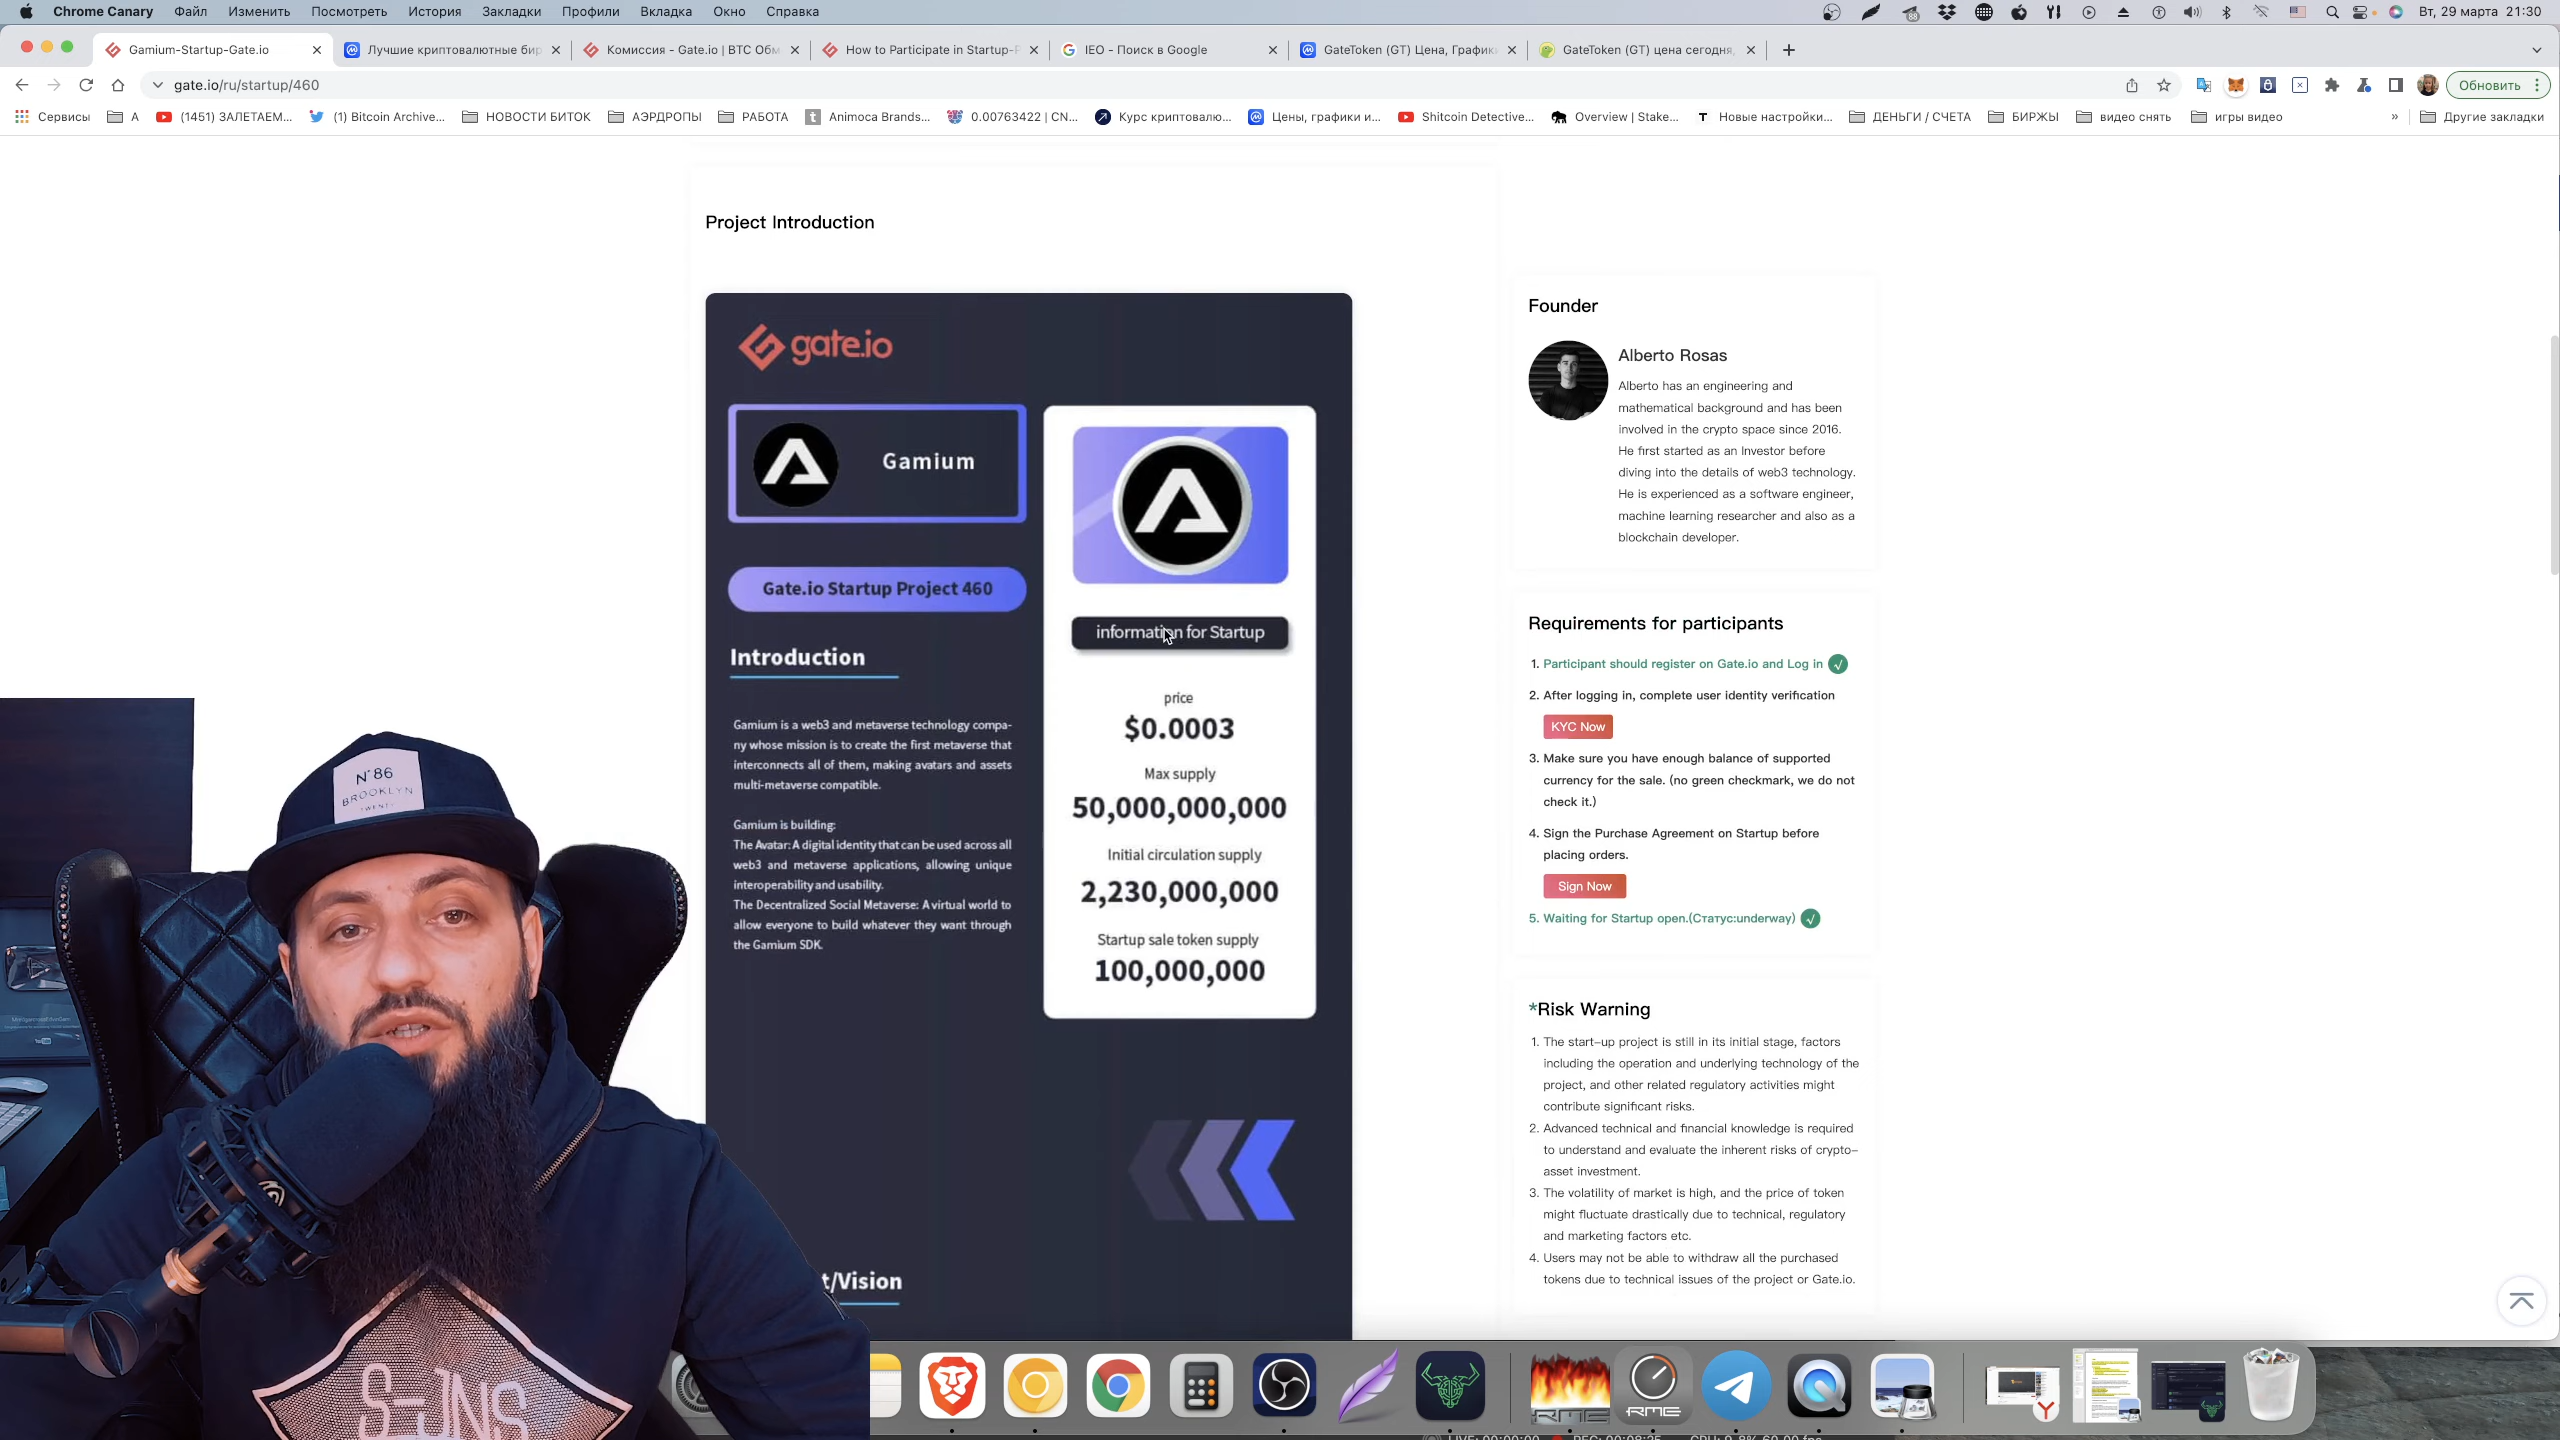 Chrome Canary Файл Изменить Посмотреть История Закладки Профили Вкладка Окно Справка
88
Вт, 29 марта 21:30
Gamium-Startup-Gate.io
Лучшие криптовалютные бир
Комиссия - Gate.io | BTC Обм
How to Participate in Startup-P
IEO - Поиск в Google
GateToken (GT) Цена, График
GateToken (GT) цена сегодня,
gate.io/ru/startup/460
Обновить
Сервисы
А
(1451) ЗАЛЕТАЕМ...
(1) Bitcoin Archive...
НОВОСТИ БИТОК
АЭРДРОПЫ
РАБОТА
Animoca Brands...
0.00763422 | CN...
Курс криптовалю...
Цены, графики и...
Shitcoin Detective...
Overview | Stake...
Новые настройки...
ДЕНЬГИ / СЧЕТА
БИРЖЫ
видео снять
игры видео
»
Другие закладки
Project Introduction
gate.io
Gamium
Gate.io Startup Project 460
Introduction
Gamium is a web3 and metaverse technology compa-
ny whose mission is to create the first metaverse that
interconnects all of them, making avatars and assets
multi-metaverse compatible.
Gamium is building:
The Avatar: A digital identity that can be used across all
web3 and metaverse applications, allowing unique
interoperability and usability.
The Decentralized Social Metaverse: A virtual world to
allow everyone to build whatever they want through
the Gamium SDK.
t/Vision
information for Startup
price
$0.0003
Max supply
50,000,000,000
Initial circulation supply
2,230,000,000
Startup sale token supply
100,000,000
Founder
Alberto Rosas
Alberto has an engineering and
mathematical background and has been
involved in the crypto space since 2016.
He first started as an Investor before
diving into the details of web3 technology.
He is experienced as a software engineer,
machine learning researcher and also as a
blockchain developer.
Requirements for participants
1. Participant should register on Gate.io and Log in
2. After logging in, complete user identity verification
KYC Now
3. Make sure you have enough balance of supported
currency for the sale. (no green checkmark, we do not
check it.)
4. Sign the Purchase Agreement on Startup before
placing orders.
Sign Now
5. Waiting for Startup open.(Статус:underway)
*Risk Warning
1. The start-up project is still in its initial stage, factors
including the operation and underlying technology of the
project, and other related regulatory activities might
contribute significant risks.
2. Advanced technical and financial knowledge is required
to understand and evaluate the inherent risks of crypto-
asset investment.
3. The volatility of market is high, and the price of token
might fluctuate drastically due to technical, regulatory
and marketing factors etc.
4. Users may not be able to withdraw all the purchased
tokens due to technical issues of the project or Gate.io.
N°86
BROOKLYN
TWENTY
S-JNS
RME
RME